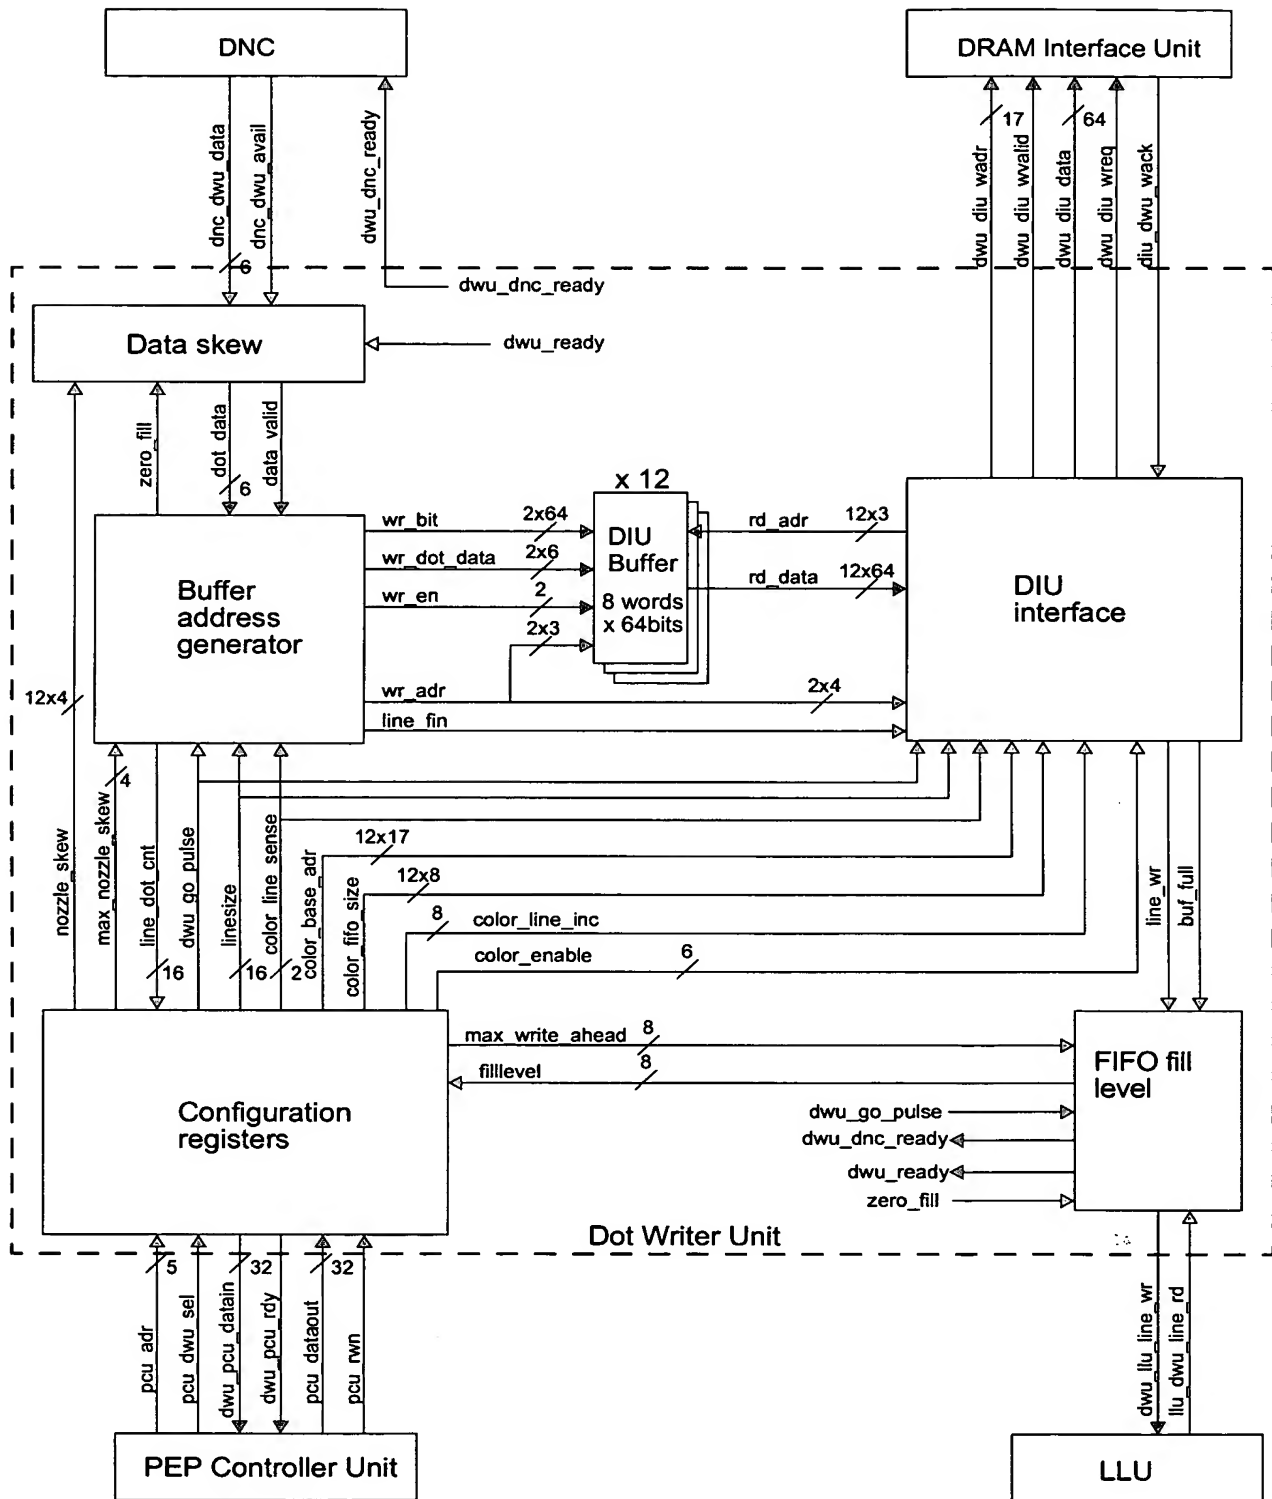 DNC
DRAM Interface Unit
dnc_dwu_data
dnc_dwu_avail
dwu_dnc_ready
6
dwu_diu_wadr
17
dwu_diu_wvalid
dwu_diu_data
64
dwu_diu_wreq
diu_dwu_wack
dwu_dnc_ready
Data skew
dwu_ready
zero_fill
dot_data
6
data_valid
x 12
wr_bit
2x64
DIU
Buffer
8 words
x 64bits
rd_adr
12x3
wr_dot_data
2x6
rd_data
12x64
wr_en
2
2x3
Buffer
address
generator
DIU
interface
wr_adr
2x4
line_fin
12x4
nozzle_skew
4
max_nozzle_skew
line_dot_cnt
16
dwu_go_pulse
linesize
16
color_line_sense
2
color_base_adr
12x17
color_fifo_size
12x8
8
color_line_inc
color_enable
6
line_wr
buf_full
max_write_ahead
8
filllevel
8
FIFO fill
level
Configuration
registers
dwu_go_pulse
dwu_dnc_ready
dwu_ready
zero_fill
Dot Writer Unit
pcu_adr
5
pcu_dwu_sel
dwu_pcu_datain
32
dwu_pcu_rdy
pcu_dataout
32
pcu_rwn
dwu_llu_line_wr
llu_dwu_line_rd
PEP Controller Unit
LLU